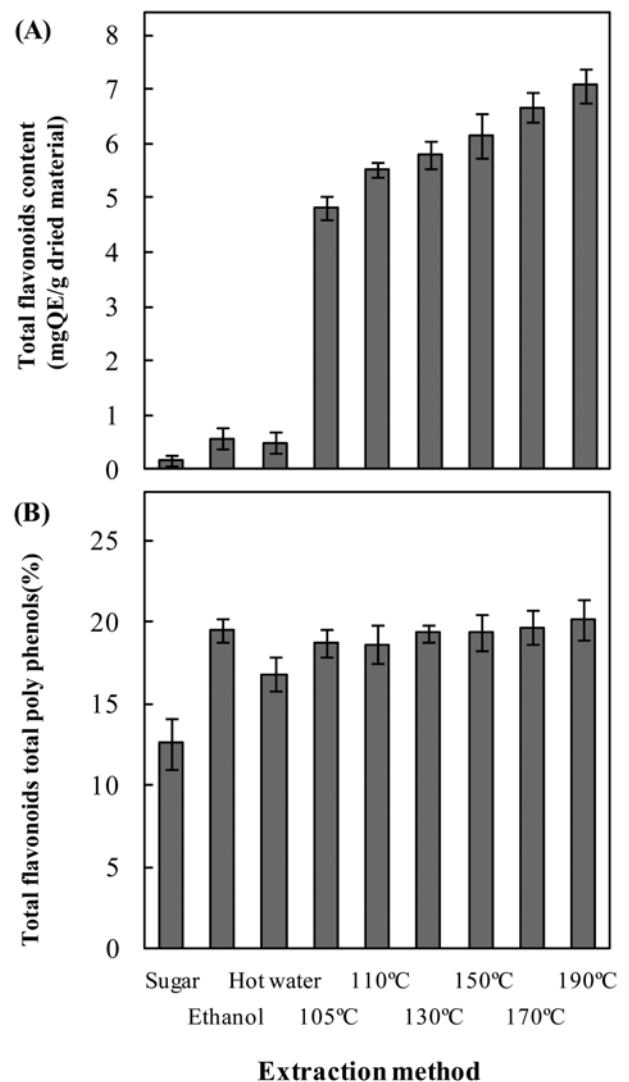 (A)
Total flavonoids content
(mgQE/g dried material)
8
7
6
5
4
3
2
1
0
(B)
Total flavonoids total poly phenols(%)
25
20
15
10
5
0
Sugar Hot water 110ºC 150ºC 190ºC
Ethanol 105ºC 130ºC 170ºC
Extraction method